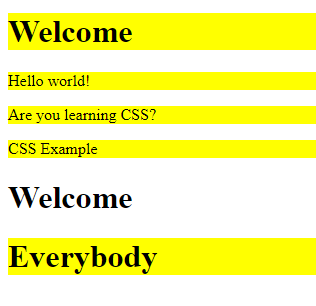 Welcome
Hello world!
Are you learning CSS?
CSS Example
Welcome
Everybody